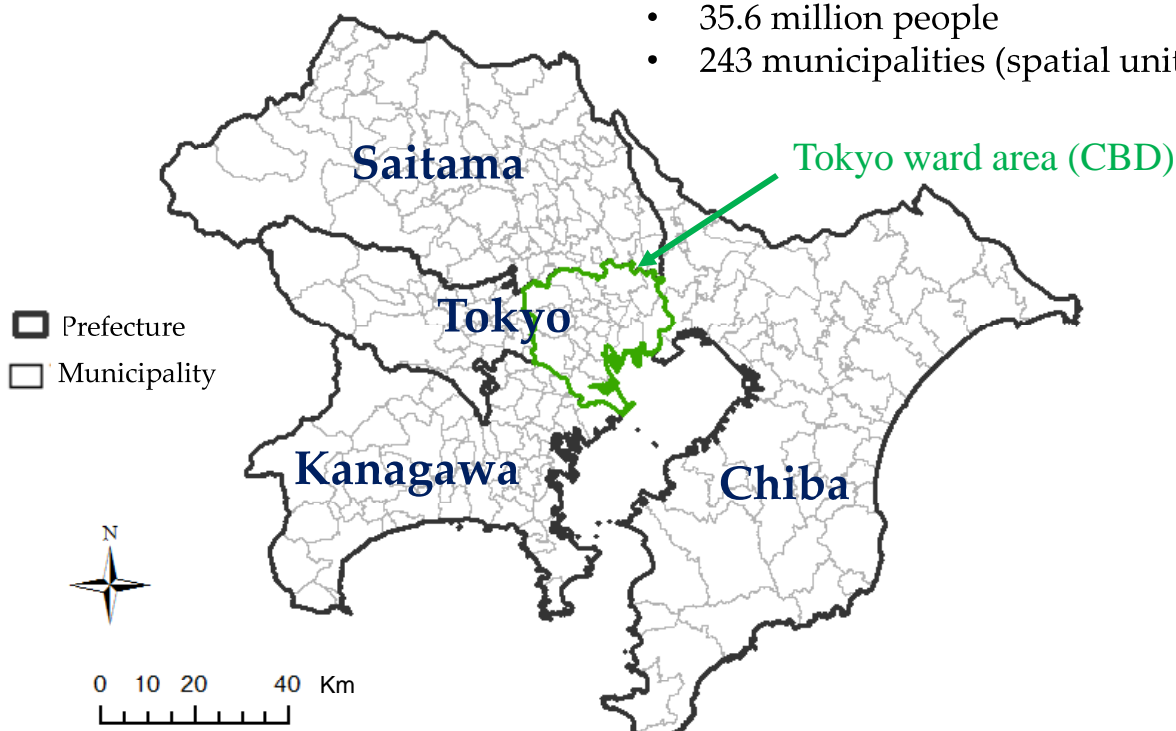 • 35.6 million people
• 243 municipalities (spatial unit
Tokyo ward area (CBD)
Saitama
Tokyo
Prefecture
Municipality
Kanagawa
Chiba
N
0 10 20 40 Km